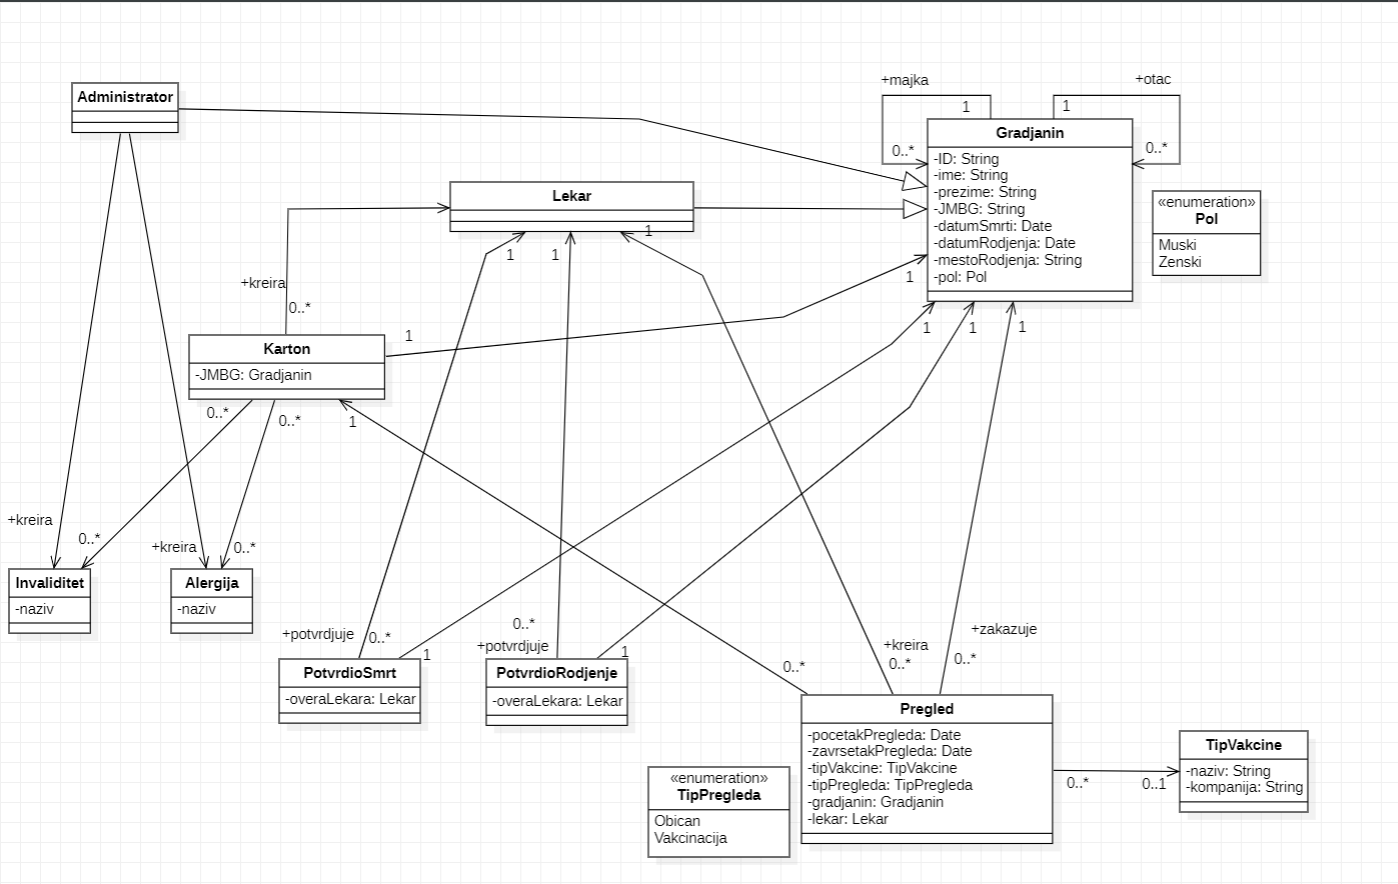 +majka
+otac
1
1
0..*
0..*
Administrator
Gradjanin
-ID: String
-ime: String
-prezime: String
-JMBG: String
-datumSmrti: Date
-datumRodjenja: Date
-mestoRodjenja: String
-pol: Pol
«enumeration»
Pol
Muski
Zenski
Lekar
1
1
1
+kreira
0..*
1
1
1
1
1
Karton
-JMBG: Gradjanin
0..*
0..*
1
+kreira
0..*
+kreira
0..*
Invaliditet
-naziv
Alergija
-naziv
+potvrdjuje
0..*
1
0..*
+potvrdjuje
1
PotvrdioSmrt
-overaLekara: Lekar
PotvrdioRodjenje
-overaLekara: Lekar
0..*
+kreira
0..*
+zakazuje
0..*
Pregled
-pocetakPregleda: Date
-zavrsetakPregleda: Date
-tipVakcine: TipVakcine
-tipPregleda: TipPregleda
-gradjanin: Gradjanin
-lekar: Lekar
0..*
0..1
TipVakcine
-naziv: String
-kompanija: String
«enumeration»
TipPregleda
Obican
Vakcinacija